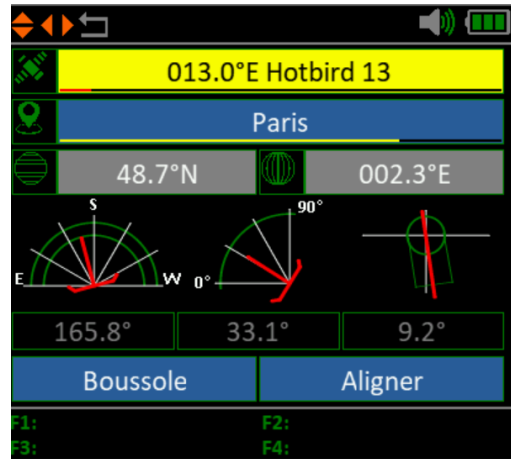 013.0°E Hotbird 13
Paris
48.7°N 002.3°E
S
90°
E W 0°
165.8° 33.1° 9.2°
Boussole Aligner
F1: F2:
F3: F4: